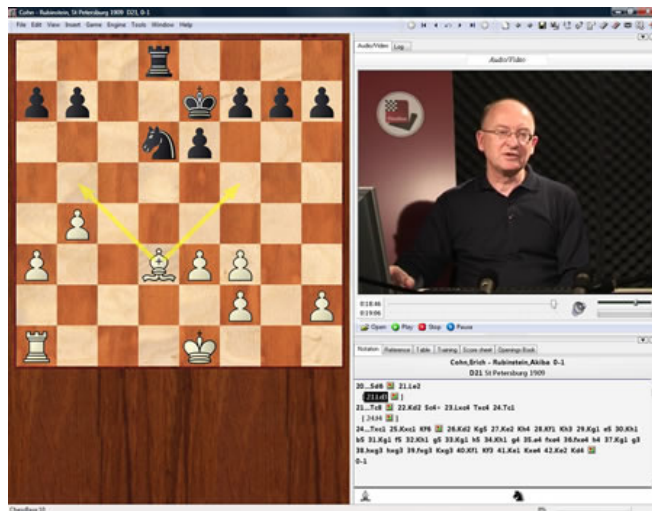 Cohn - Rubinstein, St Petersburg 1909 D21, 0-1
File Edit View Insert Game Engine Tools Window Help
Audio/Video Log
Audio/Video
0:18:46
0:19:06
Open Play Stop Pause
Notation Reference Table Training Score sheet Openings Book
Cohn,Erich - Rubinstein,Akiba 0-1
D21 St Petersburg 1909
20...Sd6 21.Le2
[21.Ld3 ]
21...Tc8 22.Kd2 Sc4+ 23.Lxc4 Txc4 24.Tc1
24...Txc1 25.Kxc1 Kf6 26.Kd2 Kg5 27.Ke2 Kh4 28.Kf1 Kh3 29.Kg1 e5 30.Kh1
b5 31.Kg1 f5 32.Kh1 g5 33.Kg1 h5 34.Kh1 g4 35.e4 fxe4 36.fxe4 h4 37.Kg1 g3
38.hxg3 hxg3 39.fxg3 Kxg3 40.Kf1 Kf3 41.Ke1 Kxe4 42.Ke2 Kd4
0-1